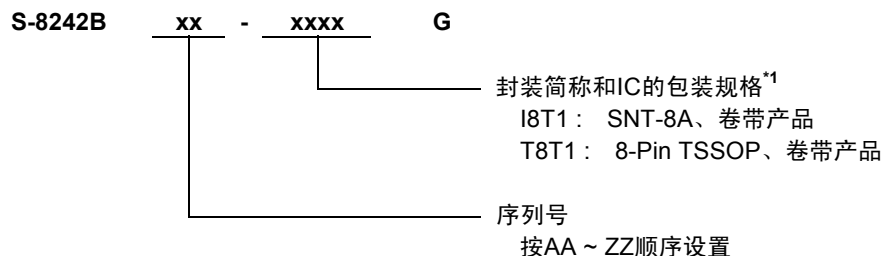 S-8242B xx - xxxx G
封装简称和IC的包装规格*1
I8T1 : SNT-8A、卷带产品
T8T1 : 8-Pin TSSOP、卷带产品
序列号
按AA ~ ZZ顺序设置